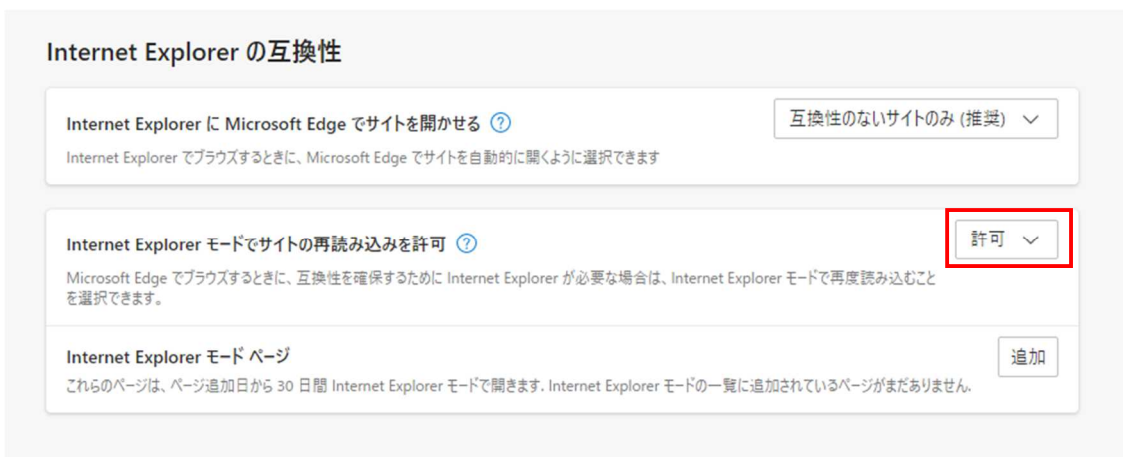 Internet Explorer の互換性
Internet Explorer に Microsoft Edge でサイトを開かせる ?
互換性のないサイトのみ (推奨)
Internet Explorer でブラウズするときに、Microsoft Edge でサイトを自動的に開くように選択できます
Internet Explorer モードでサイトの再読み込みを許可 ?
許可
Microsoft Edge でブラウズするときに、互換性を確保するために Internet Explorer が必要な場合は、Internet Explorer モードで再度読み込むこと
を選択できます。
Internet Explorer モード ページ
追加
これらのページは、ページ追加日から 30 日間 Internet Explorer モードで開きます. Internet Explorer モードの一覧に追加されているページがまだありません.